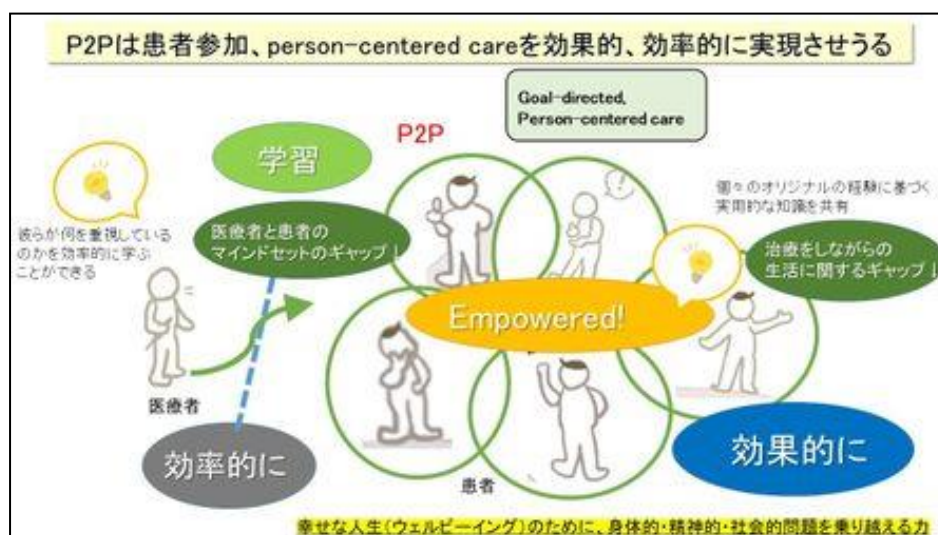 P2Pは患者参加、person-centered careを効果的、効率的に実現させうる
Goal-directed,
Person-centered care
P2P
学習
個々のオリジナルの経験に基づく
実用的な知識を共有
彼らが何を重視している
のかを効率的に学ぶ
ことができる
医療者と患者の
マインドセットのギャップ↓
治療をしながらの
生活に関するギャップ↓
Empowered!
医療者
効率的に
患者
効果的に
幸せな人生(ウェルビーイング)のために、身体的・精神的・社会的問題を乗り越える力